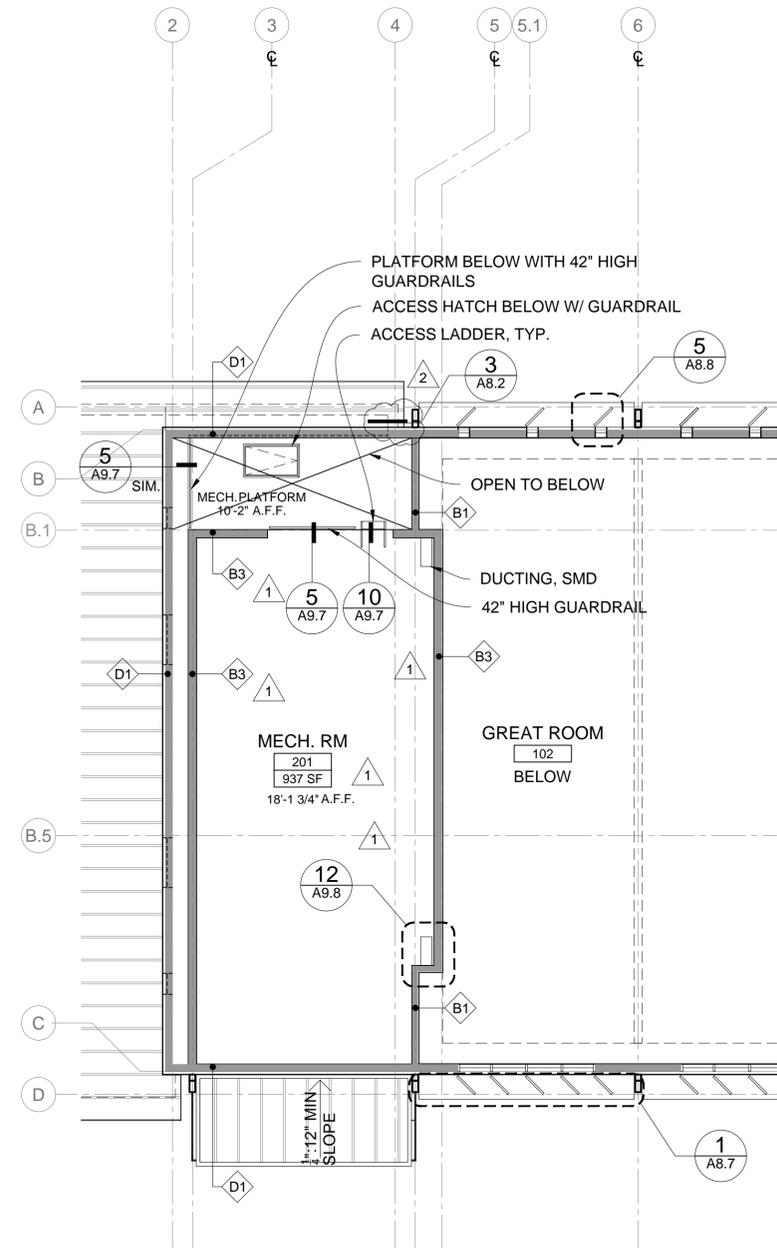 2
3
4
5
5.1
6
℄
℄
℄
PLATFORM BELOW WITH 42" HIGH
GUARDRAILS
ACCESS HATCH BELOW W/ GUARDRAIL
ACCESS LADDER, TYP.
5
A8.8
D1
3
A8.2
2
A
5
A9.7
SIM.
B
OPEN TO BELOW
MECH.PLATFORM
10'-2" A.F.F.
B1
B.1
B3
1
5
A9.7
10
A9.7
DUCTING, SMD
42" HIGH GUARDRAIL
D1
B3
1
1
B3
MECH. RM
201
937 SF
18'-1 3/4" A.F.F.
1
GREAT ROOM
102
BELOW
B.5
1
12
A9.8
B1
C
D
1/4":12" MIN
SLOPE
1
A8.7
D1